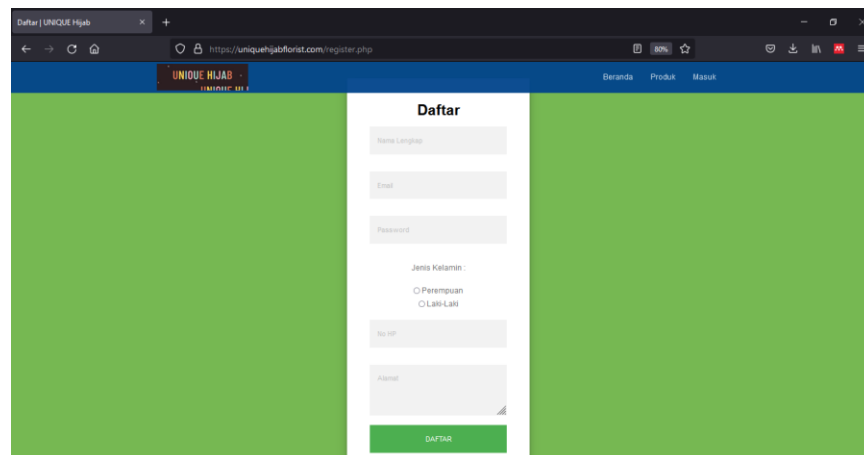 Daftar | UNIQUE Hijab
https://uniquehijabflorist.com/register.php
80%
UNIQUE HIJAB
Beranda Produk Masuk
Daftar
Nama Lengkap
Email
Password
Jenis Kelamin :
Perempuan
Laki-Laki
No HP
Alamat
DAFTAR